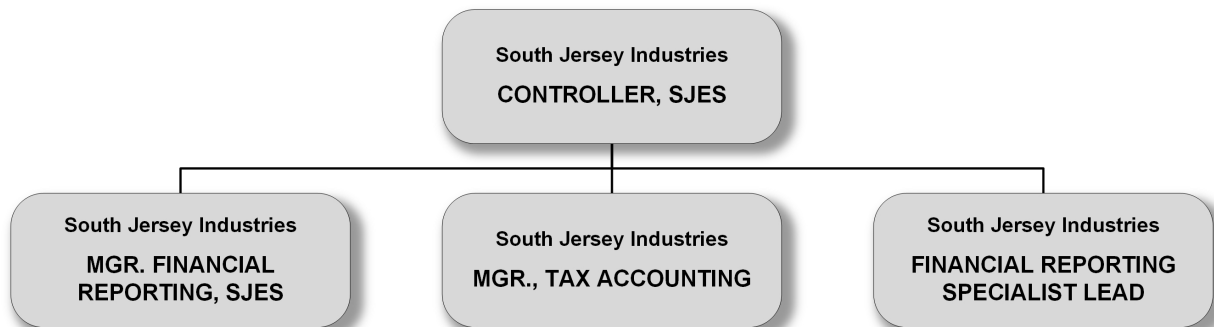 South Jersey Industries
CONTROLLER, SJES
South Jersey Industries
MGR. FINANCIAL
REPORTING, SJES
South Jersey Industries
MGR., TAX ACCOUNTING
South Jersey Industries
FINANCIAL REPORTING
SPECIALIST LEAD